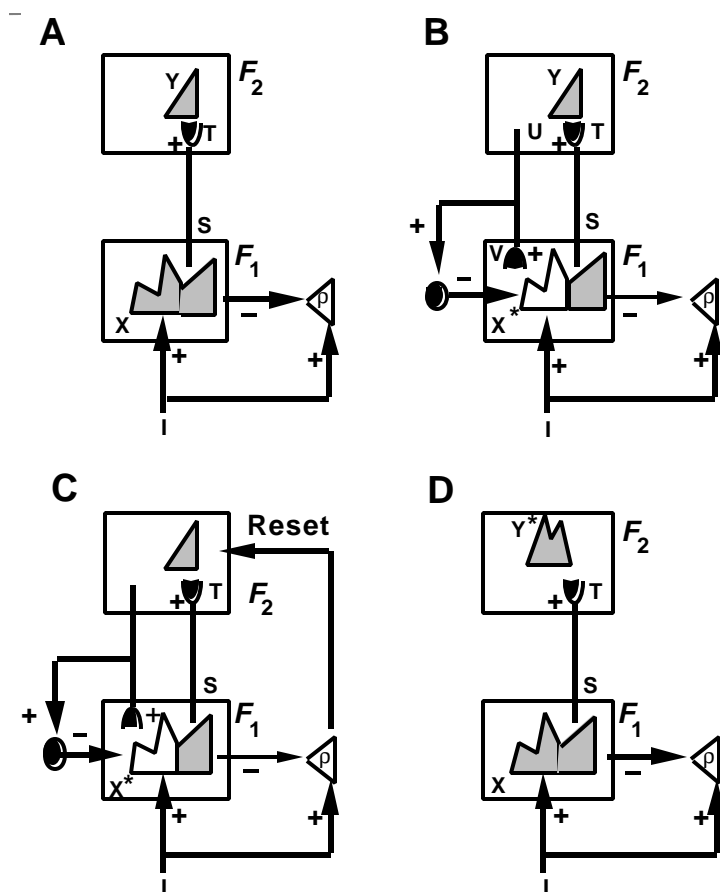 A
Y
F2
T
+
S
F1
X
ρ
−
+
+
I
B
Y
F2
U
T
+
+
S
V
+
F1
−
X*
ρ
−
+
+
I
C
Reset
T
+
F2
S
+
+
F1
−
X*
ρ
−
+
+
I
D
Y*
F2
T
+
S
F1
X
ρ
−
+
+
I